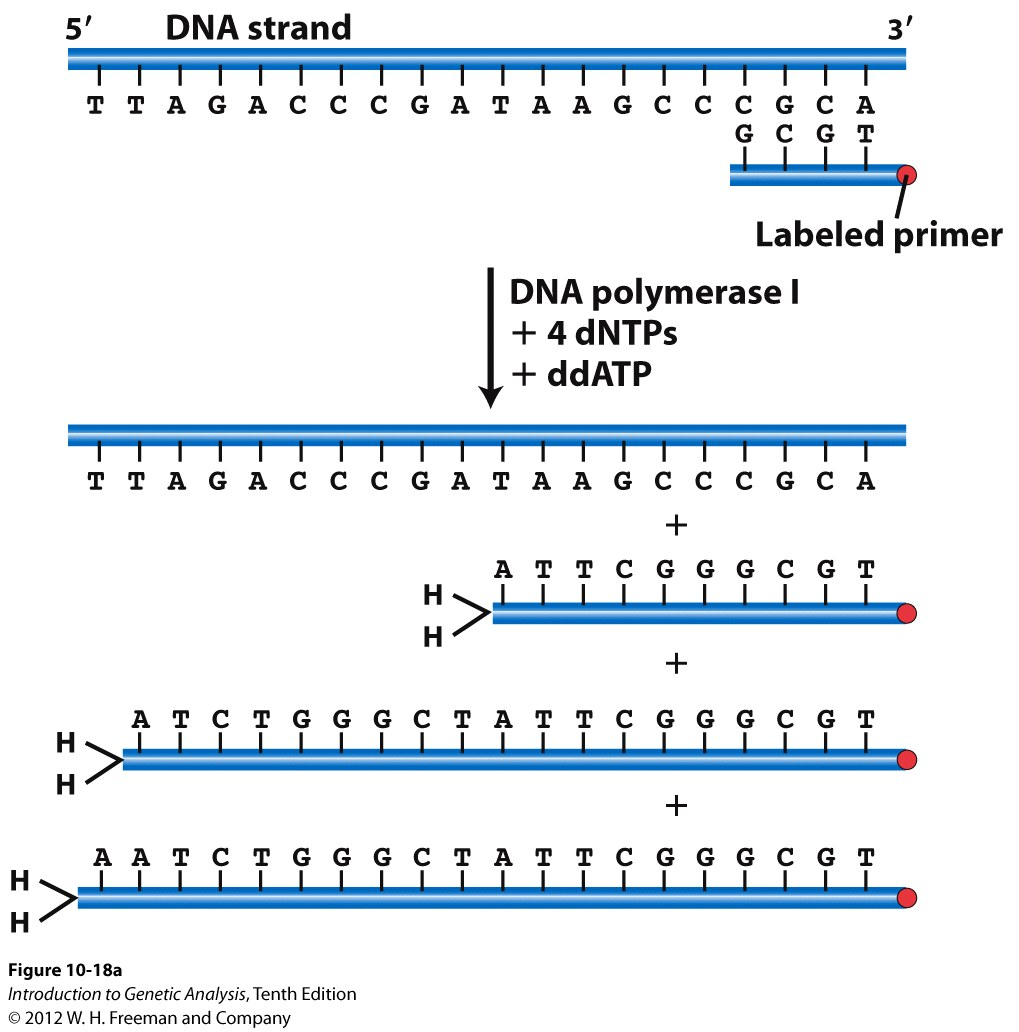 5′ DNA strand 3′
T T A G A C C C G A T A A G C C C G C A
G C G T
Labeled primer
DNA polymerase I
+ 4 dNTPs
+ ddATP
T T A G A C C C G A T A A G C C C G C A
+
A T T C G G G C G T
H
H
+
A T C T G G G C T A T T C G G G C G T
H
H
+
A A T C T G G G C T A T T C G G G C G T
H
H
Figure 10-18a
Introduction to Genetic Analysis, Tenth Edition
© 2012 W. H. Freeman and Company